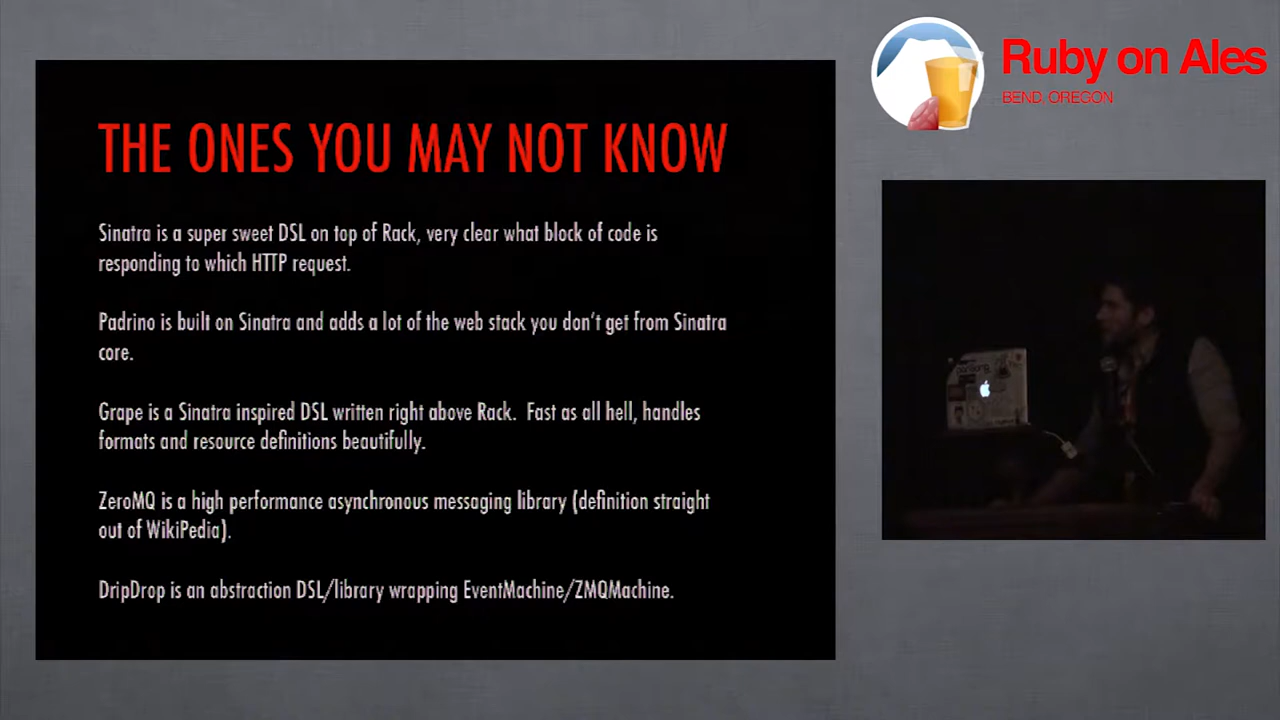 Ruby on Ales
BEND, OREGON
THE ONES YOU MAY NOT KNOW
Sinatra is a super sweet DSL on top of Rack, very clear what block of code is
responding to which HTTP request.
Padrino is built on Sinatra and adds a lot of the web stack you don't get from Sinatra
core.
Grape is a Sinatra inspired DSL written right above Rack.  Fast as all hell, handles
formats and resource definitions beautifully.
ZeroMQ is a high performance asynchronous messaging library (definition straight
out of WikiPedia).
DripDrop is an abstraction DSL/library wrapping EventMachine/ZMQMachine.